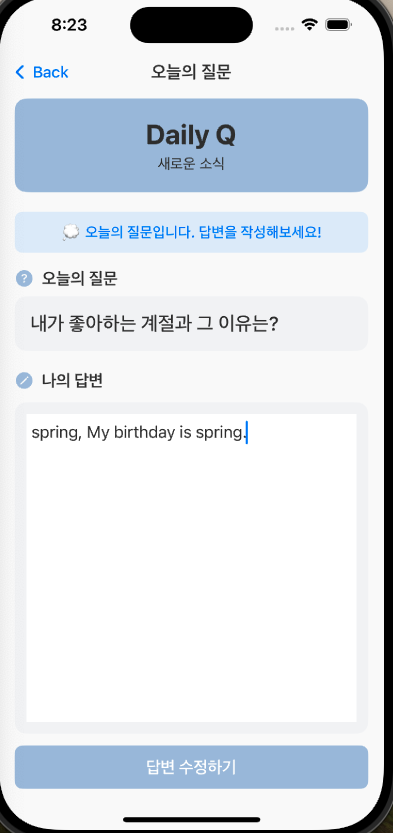 8:23
Back
오늘의 질문
Daily Q
새로운 소식
💭 오늘의 질문입니다. 답변을 작성해보세요!
? 오늘의 질문
내가 좋아하는 계절과 그 이유는?
나의 답변
spring, My birthday is spring.
답변 수정하기